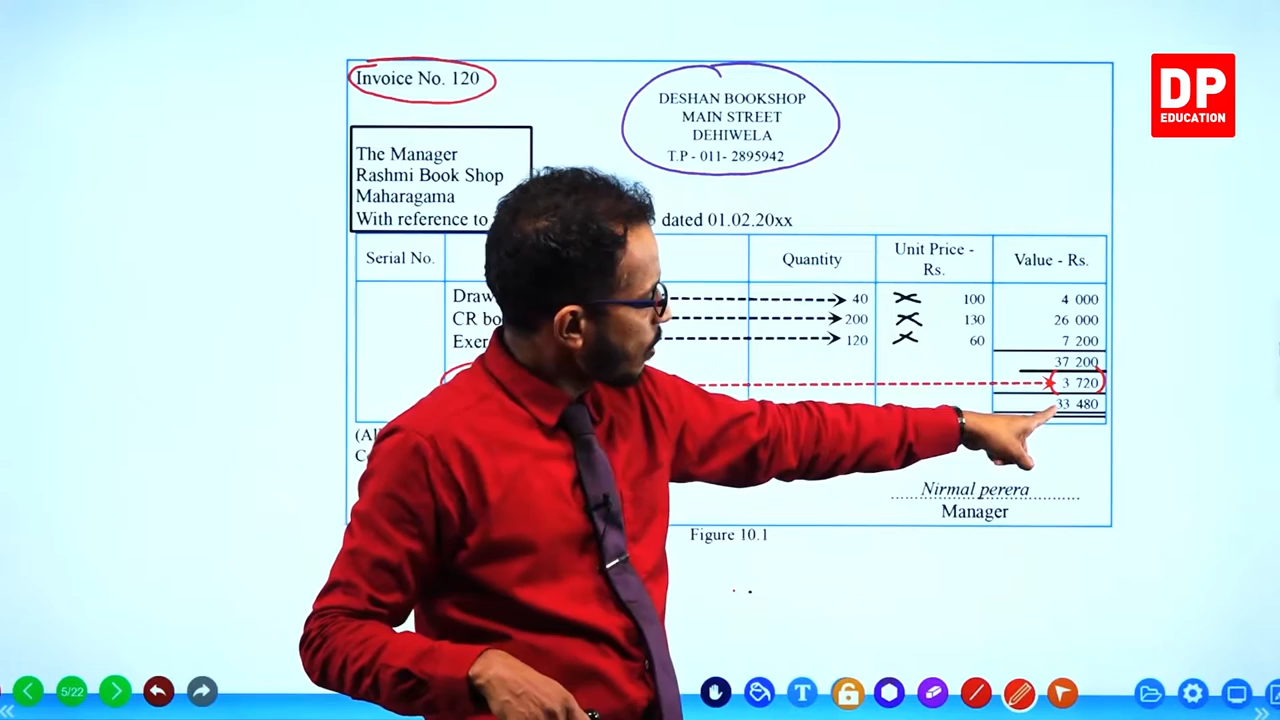 Invoice No. 120
DESHAN BOOKSHOP
MAIN STREET
DEHIWELA
T.P - 011- 2895942
DP
EDUCATION
The Manager
Rashmi Book Shop
Maharagama
With reference to dated 01.02.20xx
Serial No. Quantity Unit Price - Rs. Value - Rs.
40 100 4 000
CR 200 130 26 000
120 60 7 200
37 200
3 720
33 480
Nirmal perera
Manager
Figure 10.1
5/22
T